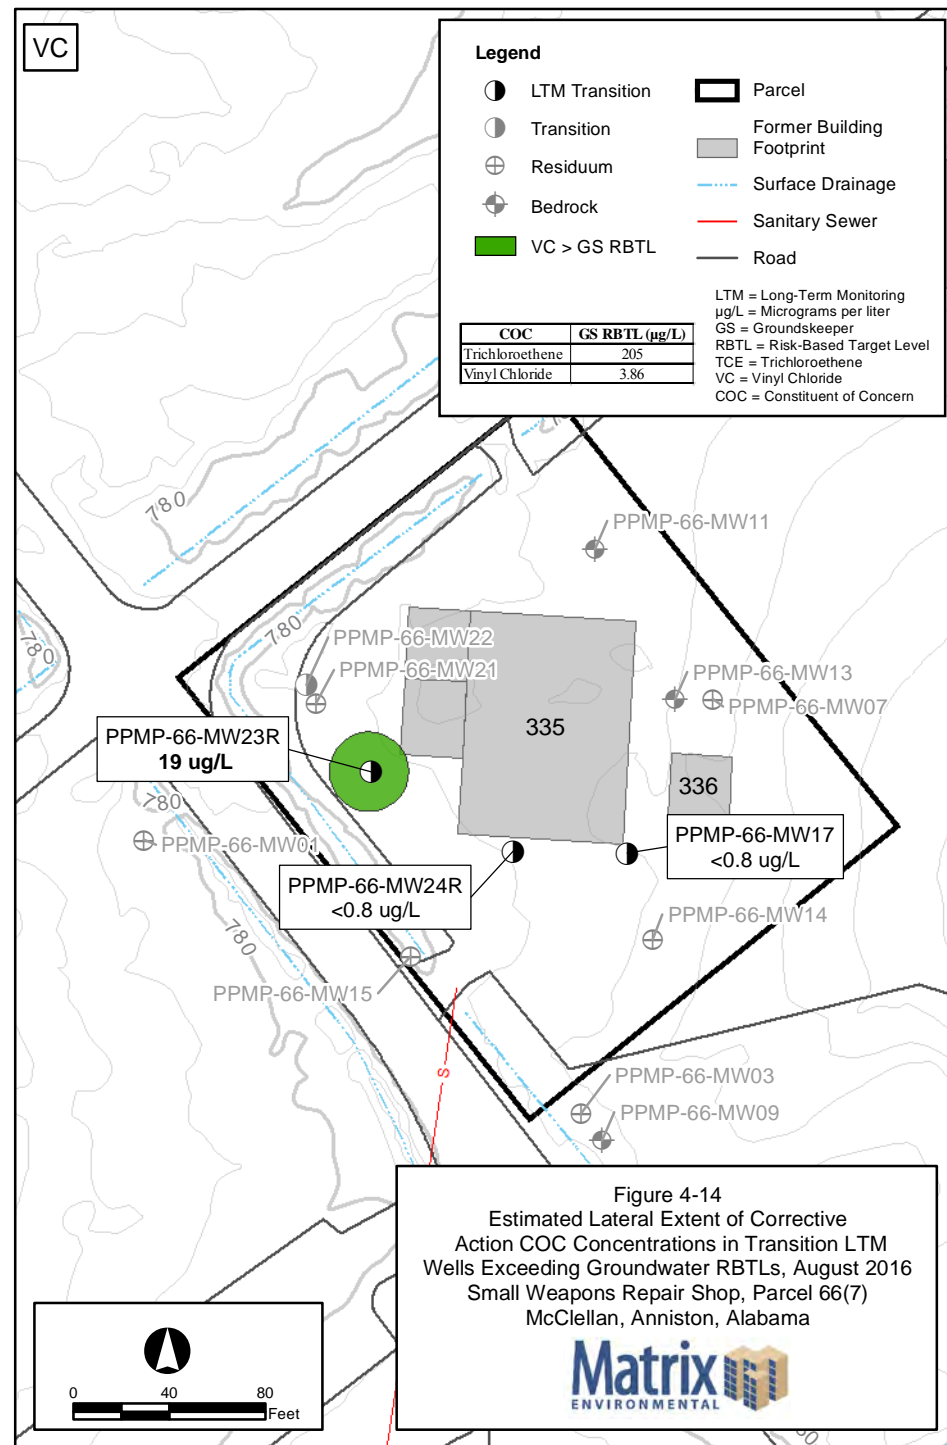 VC
Legend
LTM Transition
Transition
Residuum
Bedrock
VC > GS RBTL
Parcel
Former Building
Footprint
Surface Drainage
Sanitary Sewer
Road
COC GS RBTL (µg/L)
Trichloroethene 205
Vinyl Chloride 3.86
LTM = Long-Term Monitoring
µg/L = Micrograms per liter
GS = Groundskeeper
RBTL = Risk-Based Target Level
TCE = Trichloroethene
VC = Vinyl Chloride
COC = Constituent of Concern
780
PPMP-66-MW11
780
780
PPMP-66-MW22
PPMP-66-MW21
PPMP-66-MW13
PPMP-66-MW07
335
336
PPMP-66-MW23R
19 ug/L
780
PPMP-66-MW01
PPMP-66-MW17
<0.8 ug/L
PPMP-66-MW24R
<0.8 ug/L
780
PPMP-66-MW14
PPMP-66-MW15
S
PPMP-66-MW03
PPMP-66-MW09
Figure 4-14
Estimated Lateral Extent of Corrective
Action COC Concentrations in Transition LTM
Wells Exceeding Groundwater RBTLs, August 2016
Small Weapons Repair Shop, Parcel 66(7)
McClellan, Anniston, Alabama
Matrix
ENVIRONMENTAL
0 40 80
Feet